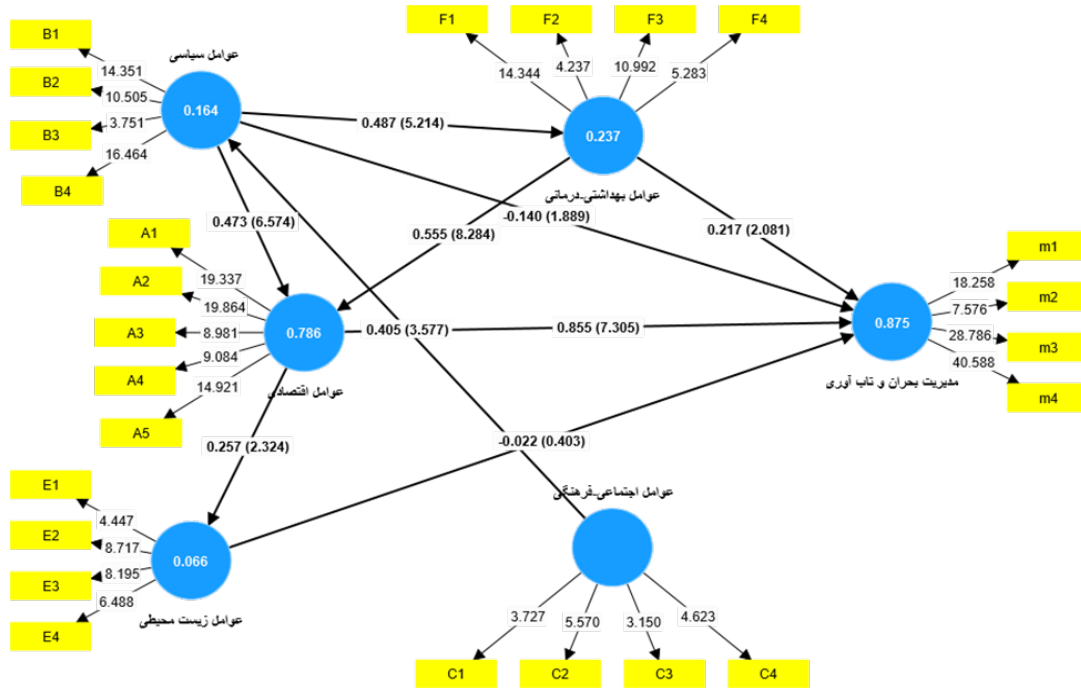 F1
F2
F3
F4
14.344
4.237
10.992
5.283
B1
B2
B3
B4
14.351
10.505
3.751
16.464
عوامل سیاسی
0.164
0.487 (5.214)
0.237
عوامل بهداشتی-درمانی
-0.140 (1.889)
0.473 (6.574)
0.555 (8.284)
0.217 (2.081)
A1
A2
A3
A4
A5
19.337
19.864
8.981
9.084
14.921
0.786
عوامل اقتصادی
0.405 (3.577)
0.855 (7.305)
0.875
مدیریت بحران و تاب آوری
m1
m2
m3
m4
18.258
7.576
28.786
40.588
0.257 (2.324)
-0.022 (0.403)
E1
E2
E3
E4
4.447
8.717
8.195
6.488
0.066
عوامل زیست محیطی
عوامل اجتماعی-فرهنگی
3.727
5.570
3.150
4.623
C1
C2
C3
C4